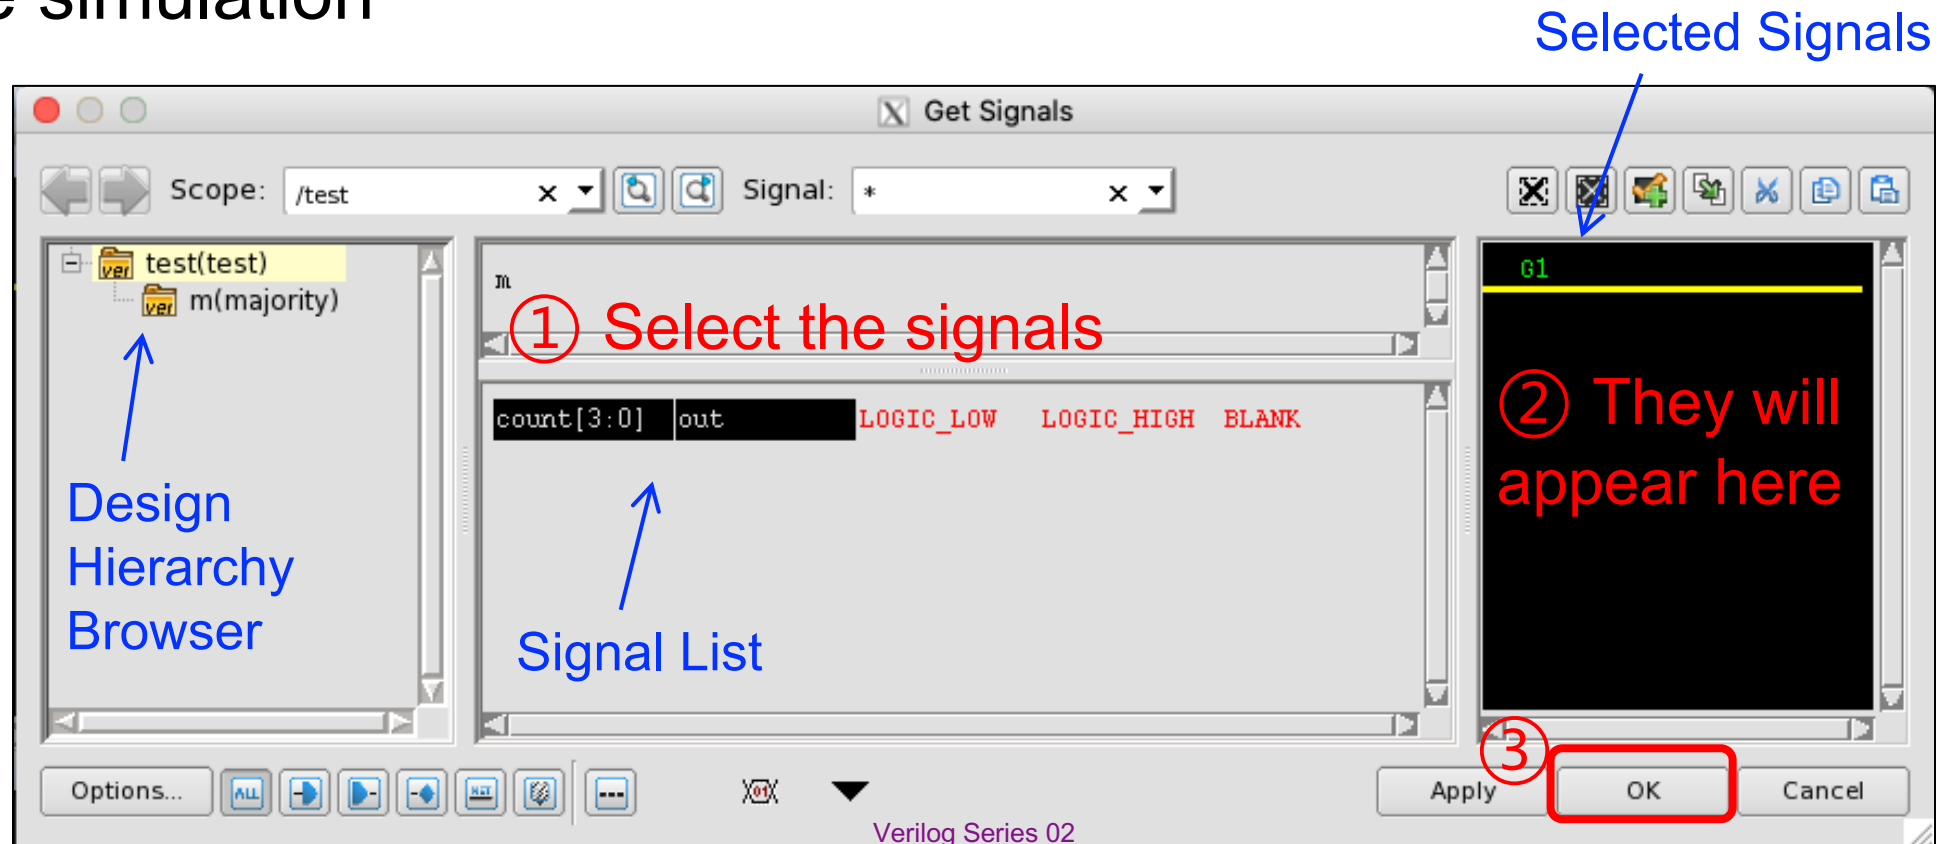 e simulation
Selected Signals
Get Signals
Scope: /test Signal: *
test(test)
m(majority)
m
① Select the signals
count[3:0] out LOGIC_LOW LOGIC_HIGH BLANK
G1
② They will
appear here
Design
Hierarchy
Browser
Signal List
③
Options... ALL NET Apply OK Cancel
Verilog Series 02